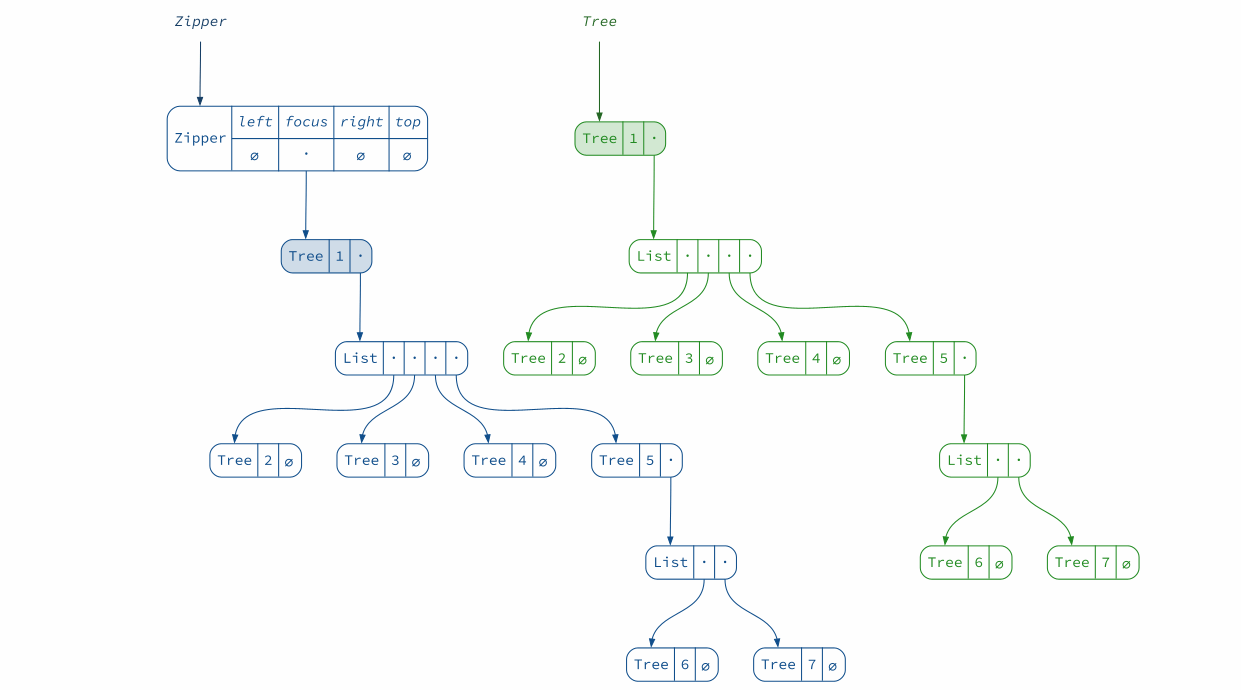 Zipper Tree
left focus right top
Zipper
∅ · ∅ ∅
Tree 1 ·
Tree 1 ·
List · · · ·
List · · · ·
Tree 2 ∅ Tree 3 ∅ Tree 4 ∅ Tree 5 ·
Tree 2 ∅ Tree 3 ∅ Tree 4 ∅ Tree 5 ·
List · ·
List · ·
Tree 6 ∅ Tree 7 ∅
Tree 6 ∅ Tree 7 ∅